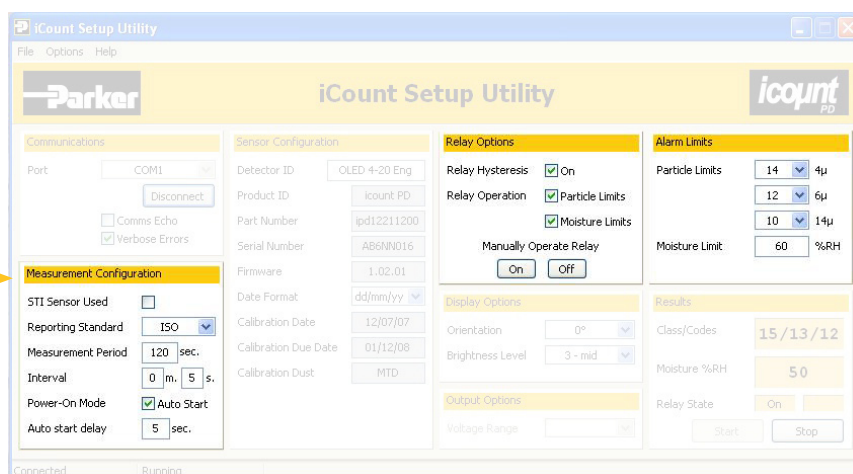 iCount Setup Utility
File Options Help
Parker
iCount Setup Utility
icount
PD
Communications
Port COM1
Disconnect
Comms Echo
Verbose Errors
Measurement Configuration
STI Sensor Used
Reporting Standard ISO
Measurement Period 120 sec.
Interval 0 m. 5 s.
Power-On Mode Auto Start
Auto start delay 5 sec.
Sensor Configuration
Detector ID OLED 4-20 Eng
Product ID icount PD
Part Number ipd12211200
Serial Number AB6NN016
Firmware 1.02.01
Date Format dd/mm/yy
Calibration Date 12/07/07
Calibration Due Date 01/12/08
Calibration Dust MTD
Relay Options
Relay Hysteresis On
Relay Operation Particle Limits
Moisture Limits
Manually Operate Relay
On Off
Display Options
Orientation 0°
Brightness Level 3 - mid
Output Options
Voltage Range
Alarm Limits
Particle Limits 14 4µ
12 6µ
10 14µ
Moisture Limit 60 %RH
Results
Class/Codes 15/13/12
Moisture %RH 50
Relay State On
Start Stop
Connected Running